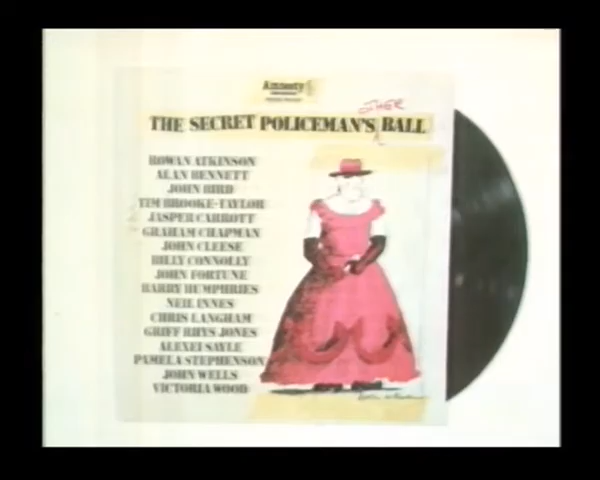 Amnesty
other
THE SECRET POLICEMAN'S BALL
ROWAN ATKINSON
ALAN BENNETT
JOHN BIRD
TIM BROOKE-TAYLOR
JASPER CARROTT
GRAHAM CHAPMAN
JOHN CLEESE
BILLY CONNOLLY
JOHN FORTUNE
BARRY HUMPHRIES
NEIL INNES
CHRIS LANGHAM
GRIFF RHYS JONES
ALEXEI SAYLE
PAMELA STEPHENSON
JOHN WELLS
VICTORIA WOOD